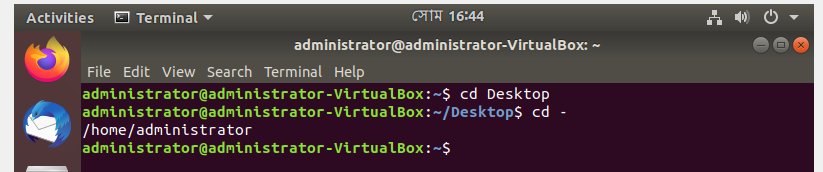 Activities Terminal সোম 16:44
administrator@administrator-VirtualBox: ~
File Edit View Search Terminal Help
administrator@administrator-VirtualBox:~$ cd Desktop
administrator@administrator-VirtualBox:~/Desktop$ cd -
/home/administrator
administrator@administrator-VirtualBox:~$